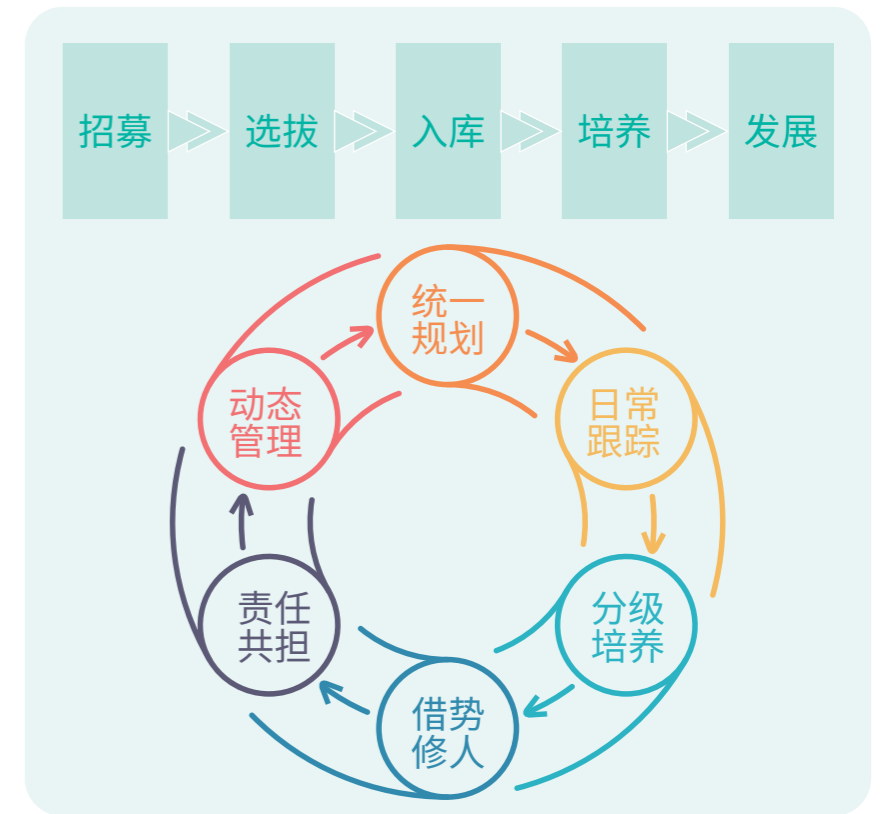 招募
选拔
入库
培养
发展
统一
规划
日常
跟踪
分级
培养
借势
修人
责任
共担
动态
管理